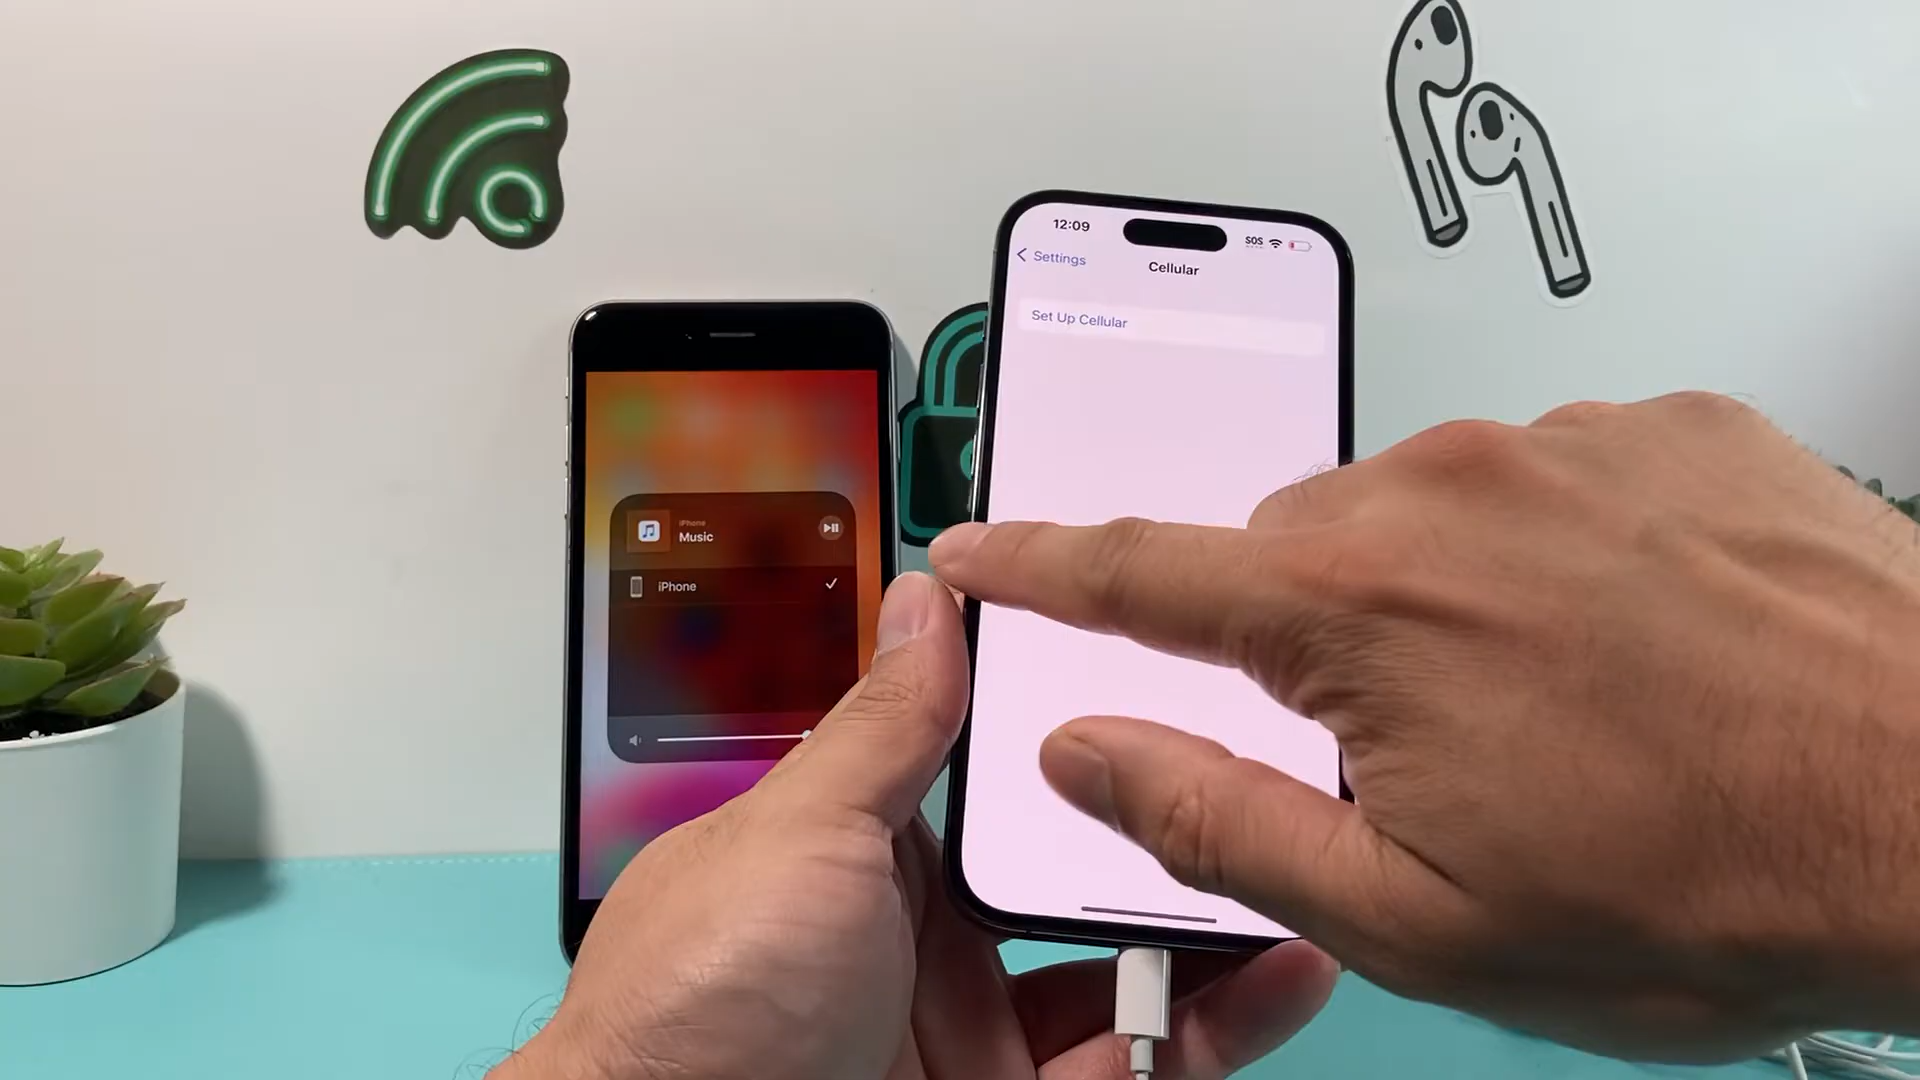 12:09
SOS
Settings
Cellular
Set Up Cellular
iPhone
Music
iPhone